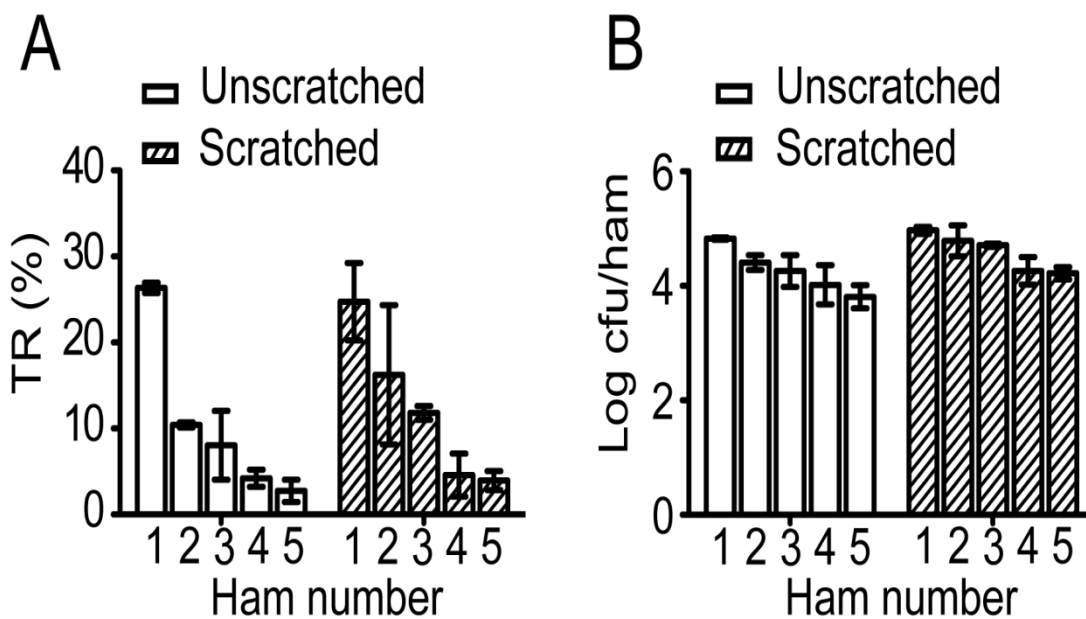 A
Unscratched
Scratched
TR (%)
40
30
20
10
0
1 2 3 4 5 1 2 3 4 5
Ham number
B
Unscratched
Scratched
Log cfu/ham
6
4
2
0
1 2 3 4 5 1 2 3 4 5
Ham number